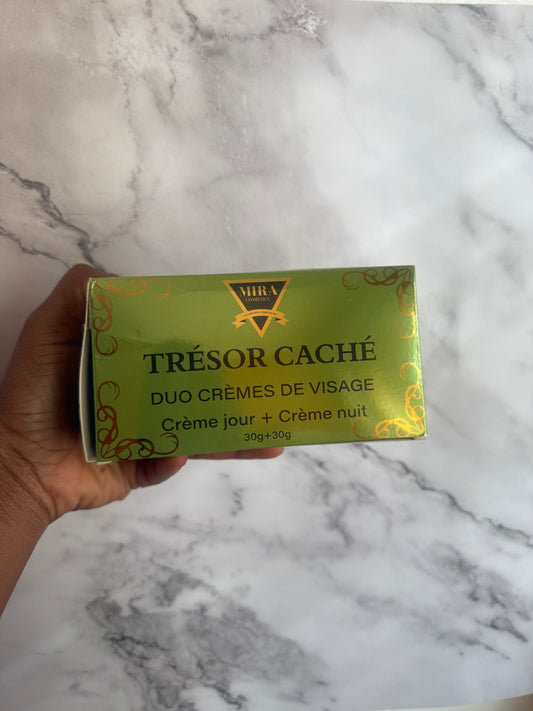 MIRA
COSMETICS
TRÉSOR CACHÉ
DUO CRÈMES DE VISAGE
Crème jour + Crème nuit
30g+30g